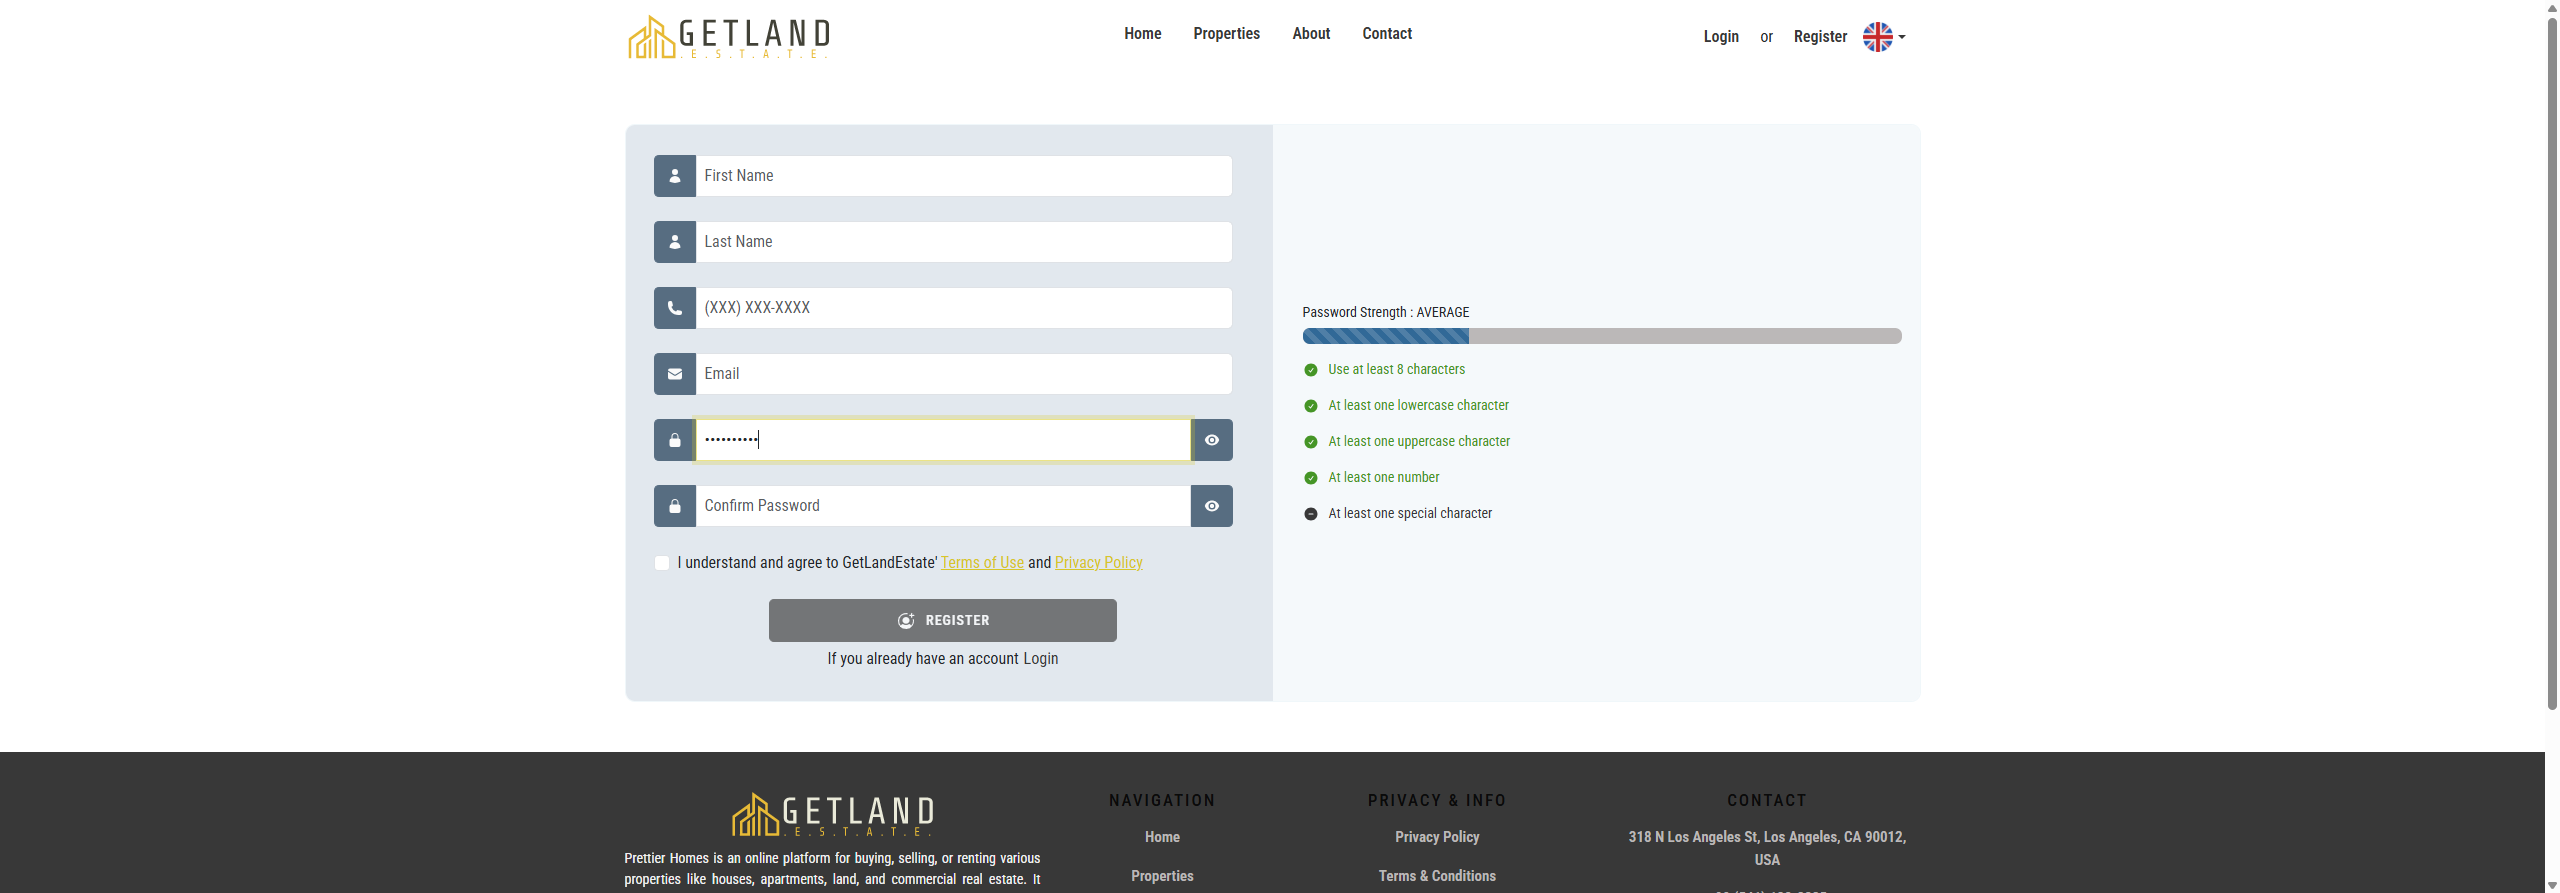 GETLAND
.E.S.T.A.T.E.
Home
Properties
About
Contact
Login
or
Register
First Name
Last Name
(XXX) XXX-XXXX
Email
••••••••••
Confirm Password
I understand and agree to GetLandEstate' Terms of Use and Privacy Policy
REGISTER
If you already have an account Login
Password Strength : AVERAGE
Use at least 8 characters
At least one lowercase character
At least one uppercase character
At least one number
At least one special character
GETLAND
.E.S.T.A.T.E.
Prettier Homes is an online platform for buying, selling, or renting various
properties like houses, apartments, land, and commercial real estate. It
NAVIGATION
Home
Properties
PRIVACY & INFO
Privacy Policy
Terms & Conditions
CONTACT
318 N Los Angeles St, Los Angeles, CA 90012,
USA